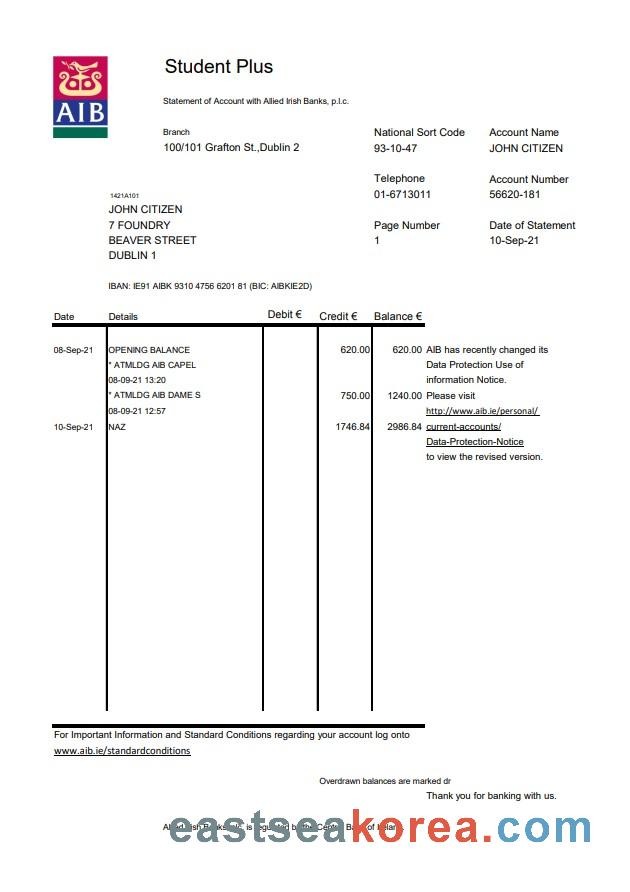 Student Plus
AIB
Statement of Account with Allied Irish Banks, p.l.c.
Branch
100/101 Grafton St.,Dublin 2
National Sort Code
93-10-47
Account Name
JOHN CITIZEN
Telephone
01-6713011
Account Number
56620-181
Page Number
1
Date of Statement
10-Sep-21
1421A101
JOHN CITIZEN
7 FOUNDRY
BEAVER STREET
DUBLIN 1
IBAN: IE91 AIBK 9310 4756 6201 81 (BIC: AIBKIE2D)
Date Details Debit € Credit € Balance €
08-Sep-21 OPENING BALANCE 620.00 620.00
* ATMLDG AIB CAPEL
08-09-21 13:20
* ATMLDG AIB DAME S 750.00 1240.00
08-09-21 12:57
10-Sep-21 NAZ 1746.84 2986.84
AIB has recently changed its
Data Protection Use of
information Notice.
Please visit
http://www.aib.ie/personal/
current-accounts/
Data-Protection-Notice
to view the revised version.
For Important Information and Standard Conditions regarding your account log onto
www.aib.ie/standardconditions
Overdrawn balances are marked dr
Thank you for banking with us.
Allied Irish Banks is regulated by the Central Bank of Ireland
eastseakorea.com